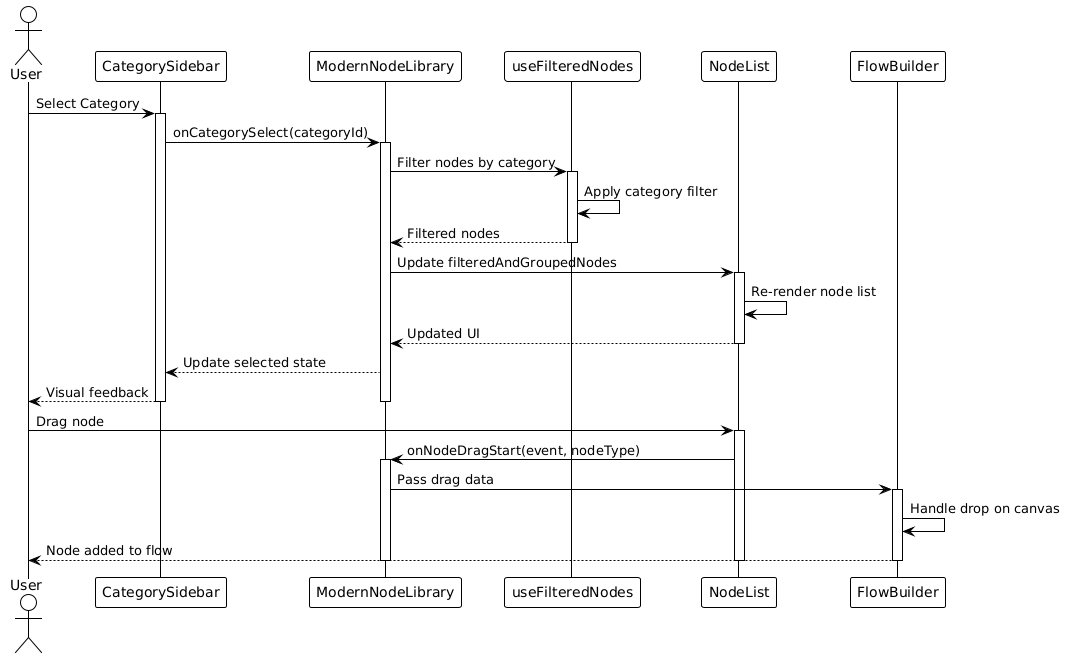 User
CategorySidebar
ModernNodeLibrary
useFilteredNodes
NodeList
FlowBuilder
Select Category
onCategorySelect(categoryId)
Filter nodes by category
Apply category filter
Filtered nodes
Update filteredAndGroupedNodes
Re-render node list
Updated UI
Update selected state
Visual feedback
Drag node
onNodeDragStart(event, nodeType)
Pass drag data
Handle drop on canvas
Node added to flow
User
CategorySidebar
ModernNodeLibrary
useFilteredNodes
NodeList
FlowBuilder